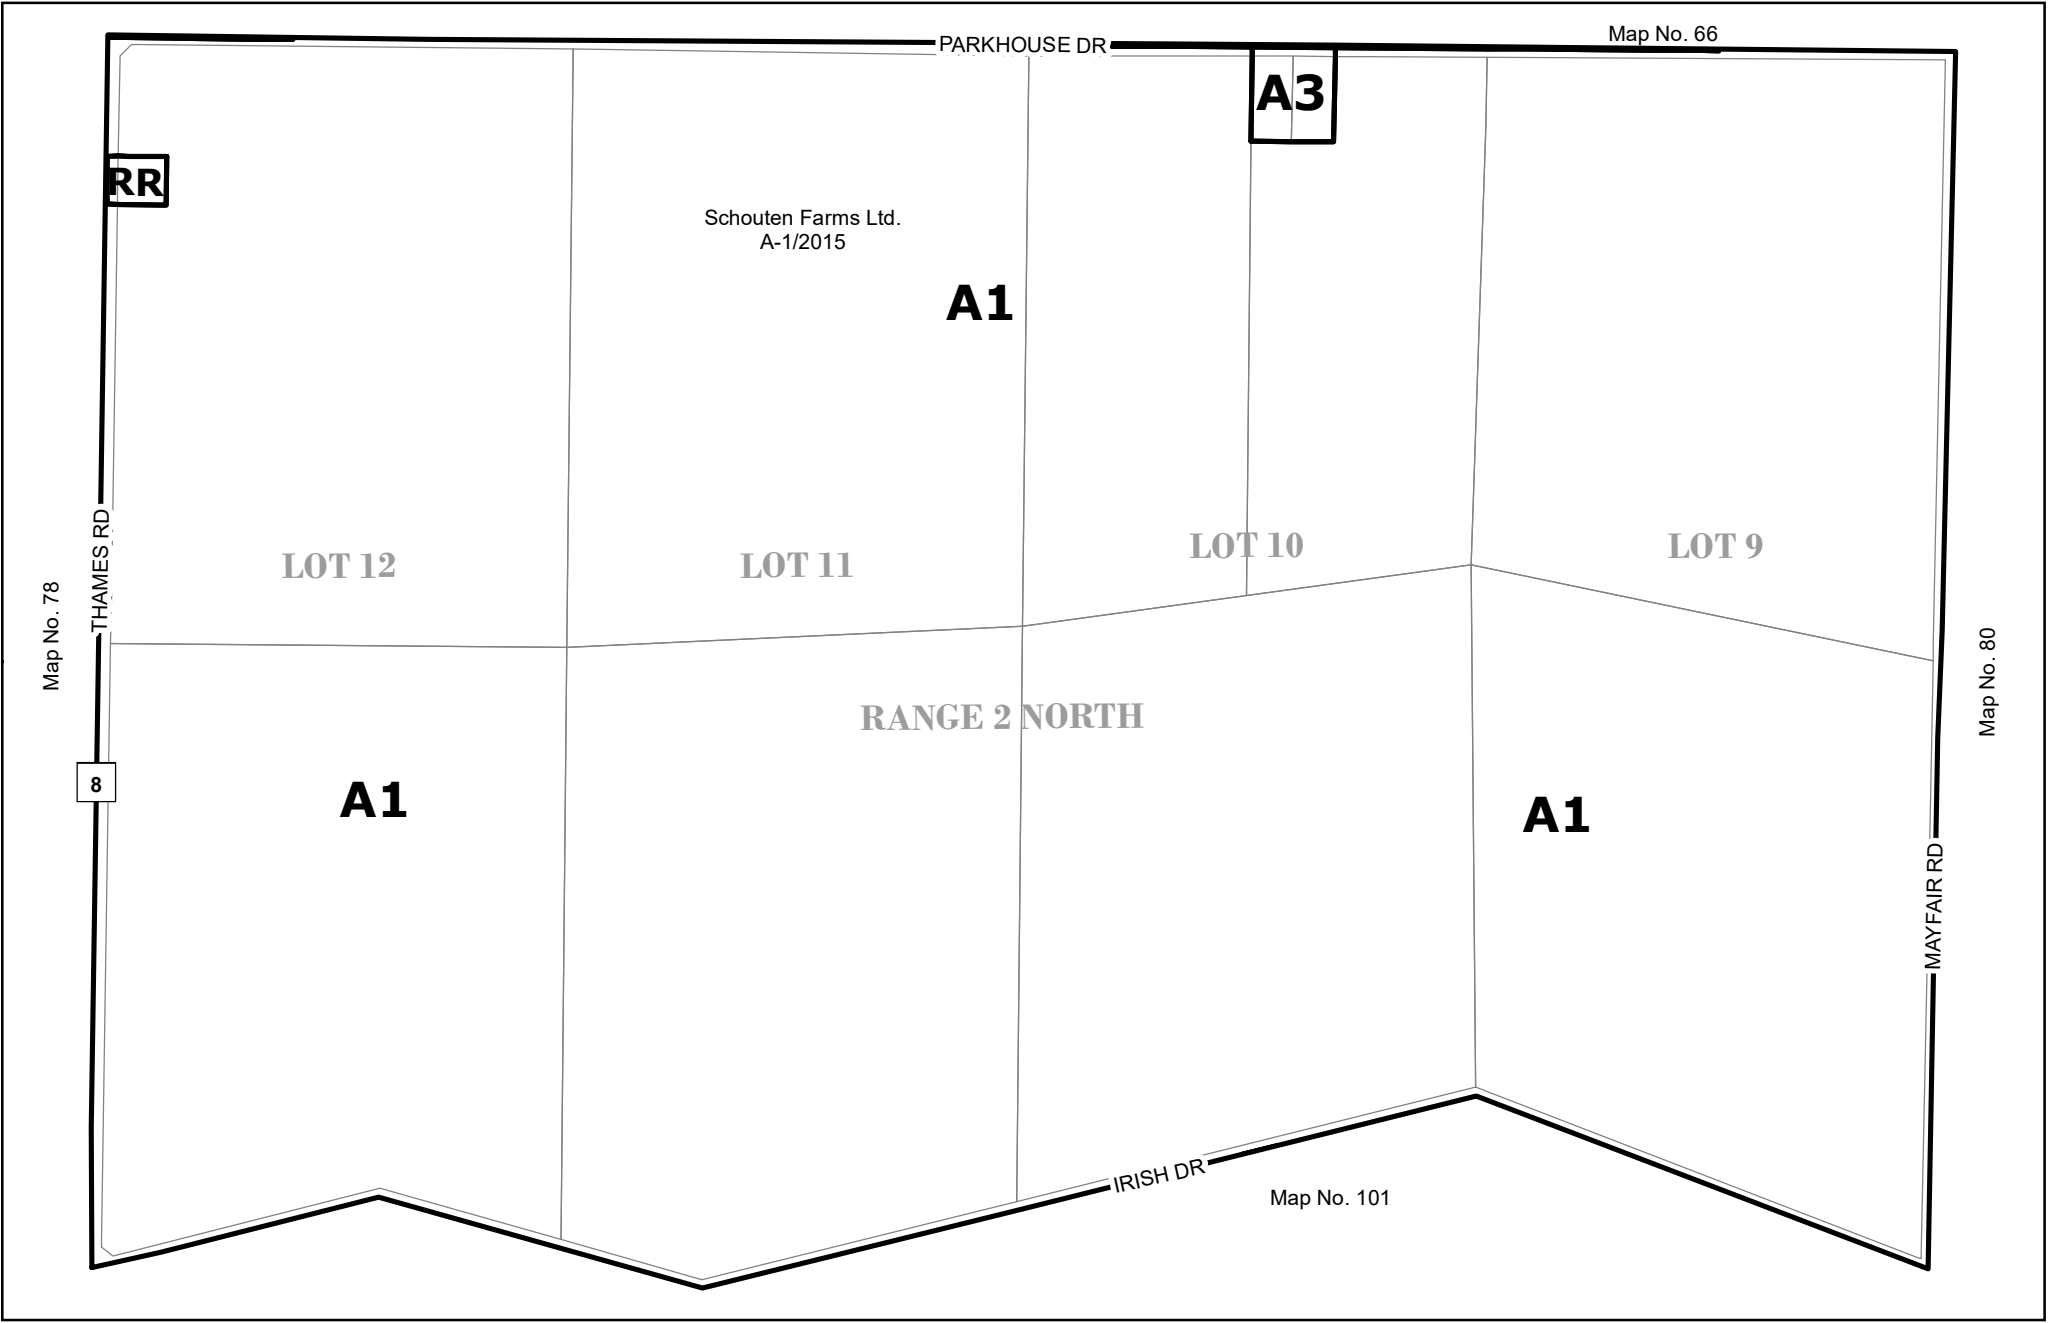 Map No. 66
PARKHOUSE DR
A3
RR
Schouten Farms Ltd.
A-1/2015
A1
THAMES RD
LOT 12
LOT 11
LOT 10
LOT 9
Map No. 78
Map No. 80
RANGE 2 NORTH
8
A1
A1
MAYFAIR RD
IRISH DR
Map No. 101